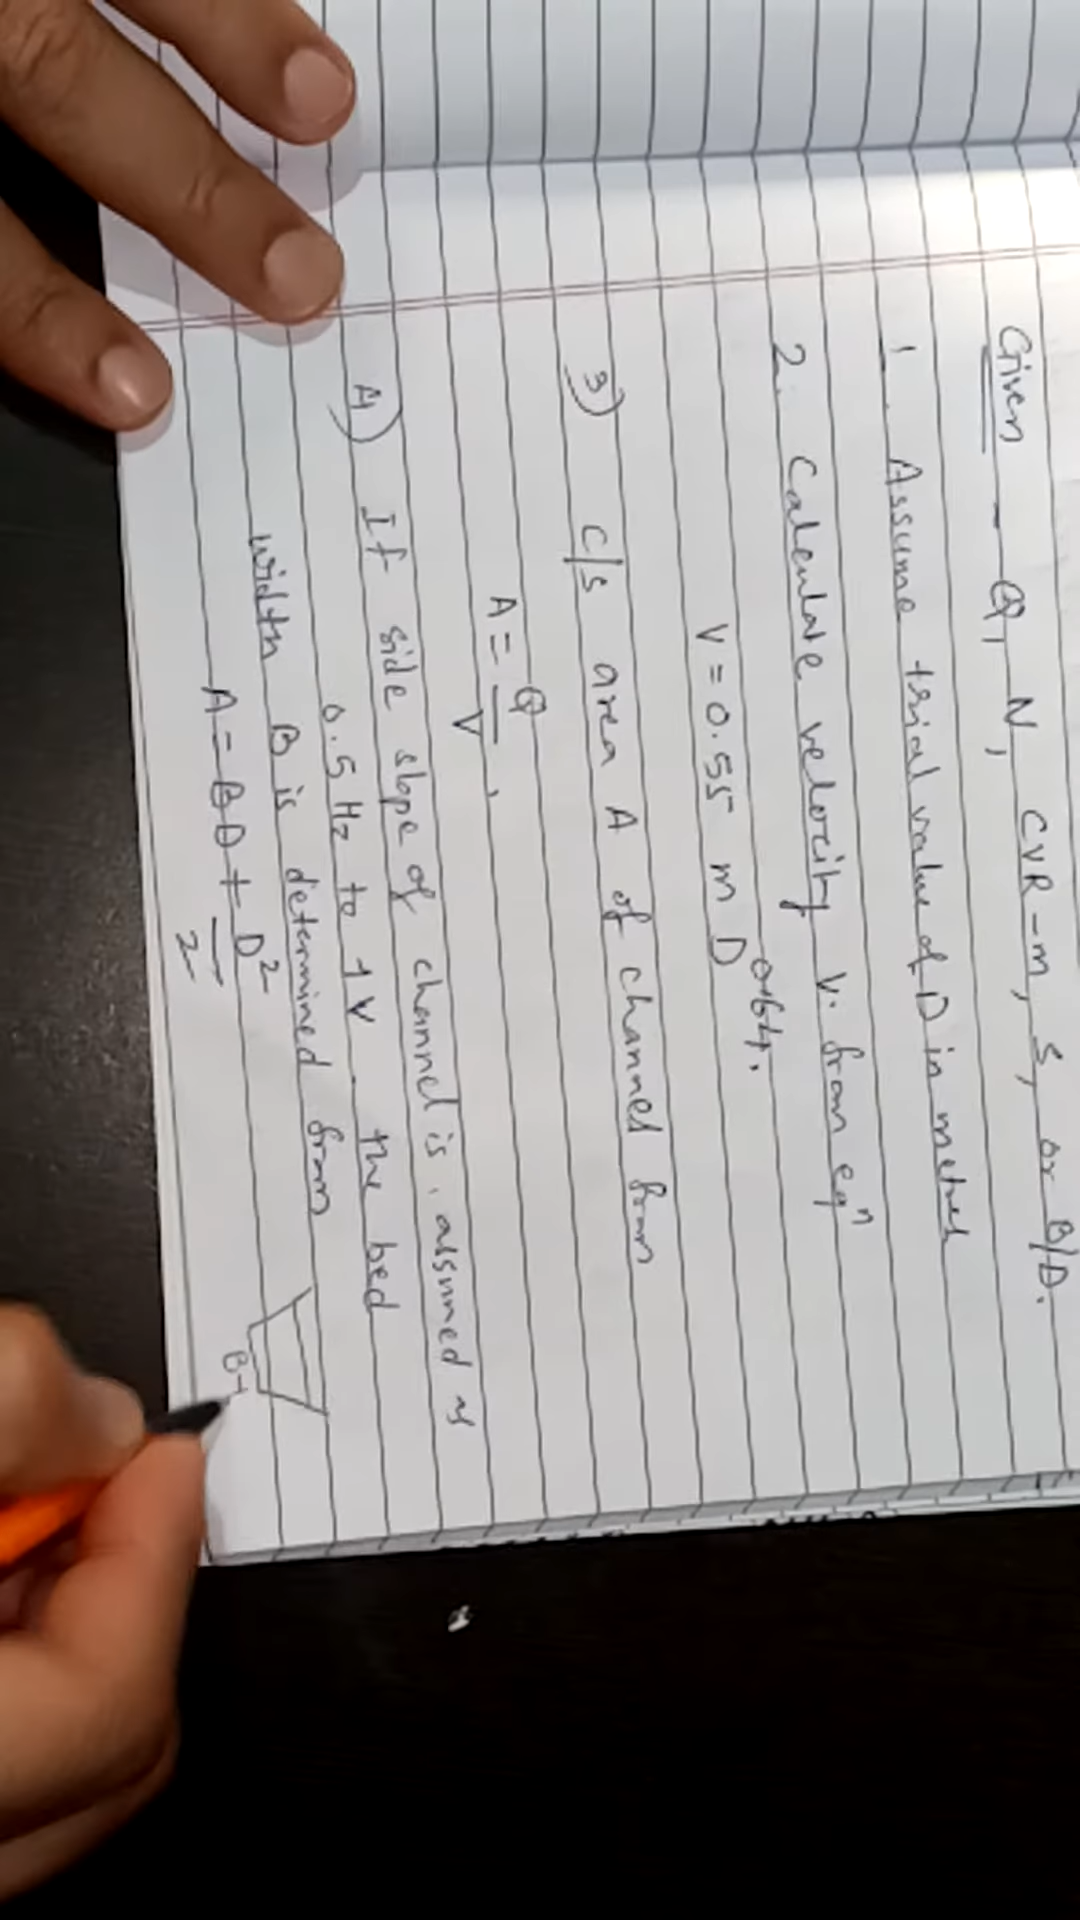 Given - Q, N, CVR-m, S, or B/D.
1. Assume trial value of D in metres
2. Calculate velocity V. from eqⁿ
V = 0.55 m D^0.64.
3) c/s area A of channel from
A = Q/V,
4) If side slope of channel is, assumed as
0.5 Hz to 1V the bed
width B is determined from
A = BD + D²/2
B